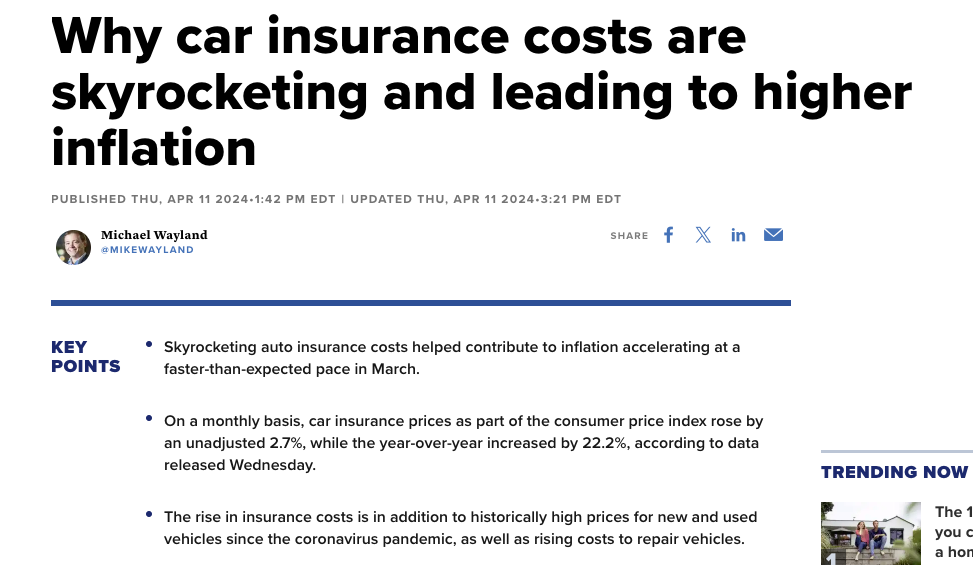 Why car insurance costs are
skyrocketing and leading to higher
inflation
PUBLISHED THU, APR 11 2024•1:42 PM EDT | UPDATED THU, APR 11 2024•3:21 PM EDT
Michael Wayland
@MIKEWAYLAND
SHARE
KEY
POINTS
• Skyrocketing auto insurance costs helped contribute to inflation accelerating at a
faster-than-expected pace in March.
• On a monthly basis, car insurance prices as part of the consumer price index rose by
an unadjusted 2.7%, while the year-over-year increased by 22.2%, according to data
released Wednesday.
• The rise in insurance costs is in addition to historically high prices for new and used
vehicles since the coronavirus pandemic, as well as rising costs to repair vehicles.
TRENDING NOW
1
The 1
you c
a hom